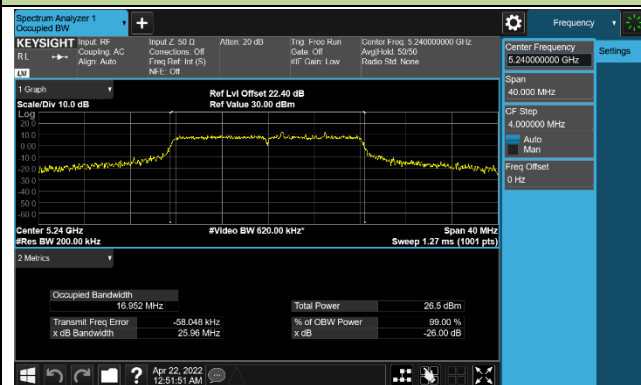 Spectrum Analyzer 1
Occupied BW
Frequency
KEYSIGHT
RL
Input: RF
Coupling: AC
Align: Auto
Input Z: 50 Ω
Corrections: Off
Freq Ref: Int (S)
NFE: Off
Atten: 20 dB
Trig: Free Run
Gate: Off
#IF Gain: Low
Center Freq: 5.240000000 GHz
Avg|Hold: 50/50
Radio Std: None
LXI
Center Frequency
5.240000000 GHz
Settings
Span
40.000 MHz
CF Step
4.000000 MHz
Auto
Man
Freq Offset
0 Hz
1 Graph
Scale/Div 10.0 dB
Ref Lvl Offset 22.40 dB
Ref Value 30.00 dBm
Log
20.0
10.0
0.00
-10.0
-20.0
-30.0
-40.0
-50.0
-60.0
Center 5.24 GHz
#Res BW 200.00 kHz
#Video BW 620.00 kHz*
Span 40 MHz
Sweep 1.27 ms (1001 pts)
2 Metrics
Occupied Bandwidth
16.952 MHz
Total Power 26.5 dBm
Transmit Freq Error -58.048 kHz
% of OBW Power 99.00 %
x dB Bandwidth 25.96 MHz
x dB -26.00 dB
?
Apr 22, 2022
12:51:51 AM